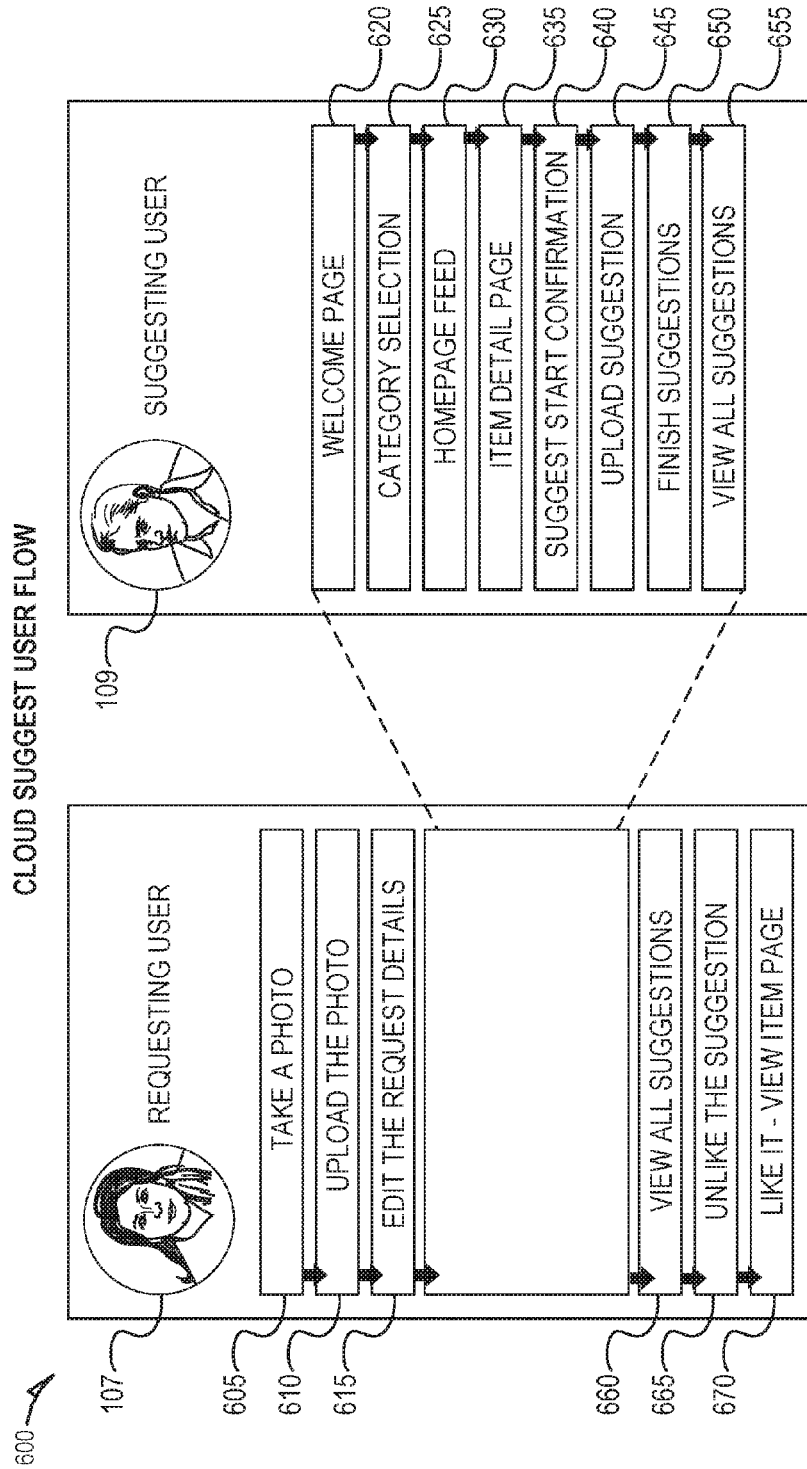 CLOUD SUGGEST USER FLOW
600
107
REQUESTING USER
605
TAKE A PHOTO
610
UPLOAD THE PHOTO
615
EDIT THE REQUEST DETAILS
660
VIEW ALL SUGGESTIONS
665
UNLIKE THE SUGGESTION
670
LIKE IT - VIEW ITEM PAGE
109
SUGGESTING USER
WELCOME PAGE
620
CATEGORY SELECTION
625
HOMEPAGE FEED
630
ITEM DETAIL PAGE
635
SUGGEST START CONFIRMATION
640
UPLOAD SUGGESTION
645
FINISH SUGGESTIONS
650
VIEW ALL SUGGESTIONS
655